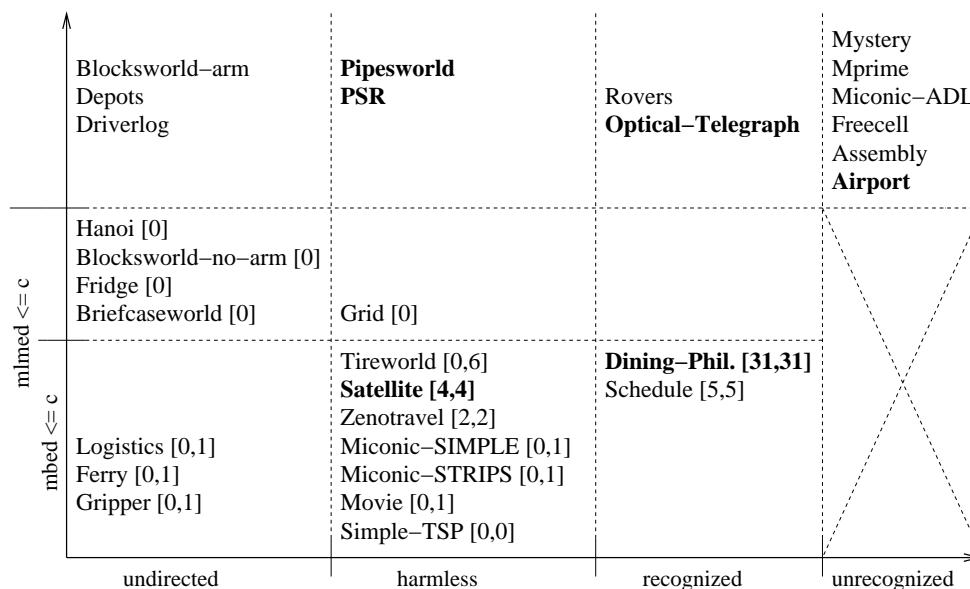 Blocksworld−arm
Depots
Driverlog
Pipesworld
PSR
Rovers
Optical−Telegraph
Mystery
Mprime
Miconic−ADL
Freecell
Assembly
Airport
mlmed <= c
Hanoi [0]
Blocksworld−no−arm [0]
Fridge [0]
Briefcaseworld [0]
Grid [0]
mbed <= c
Logistics [0,1]
Ferry [0,1]
Gripper [0,1]
Tireworld [0,6]
Satellite [4,4]
Zenotravel [2,2]
Miconic−SIMPLE [0,1]
Miconic−STRIPS [0,1]
Movie [0,1]
Simple−TSP [0,0]
Dining−Phil. [31,31]
Schedule [5,5]
undirected
harmless
recognized
unrecognized